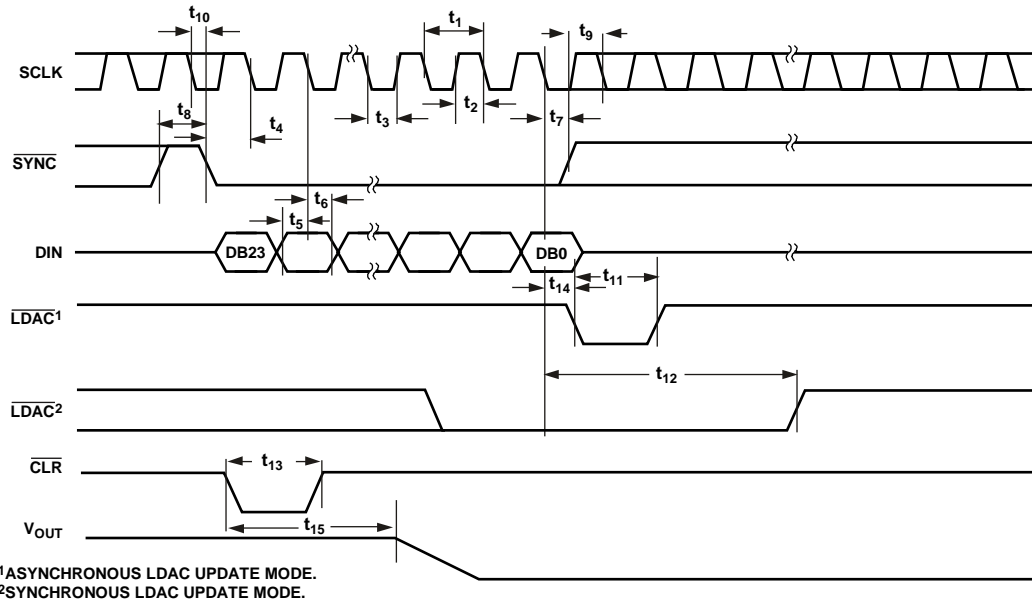 t10
t1
t9
SCLK
t8
t4
t3
t2
t7
SYNC
t6
t5
DIN
DB23
DB0
t14
t11
LDAC1
t12
LDAC2
CLR
t13
t15
VOUT
1ASYNCHRONOUS LDAC UPDATE MODE.
2SYNCHRONOUS LDAC UPDATE MODE.